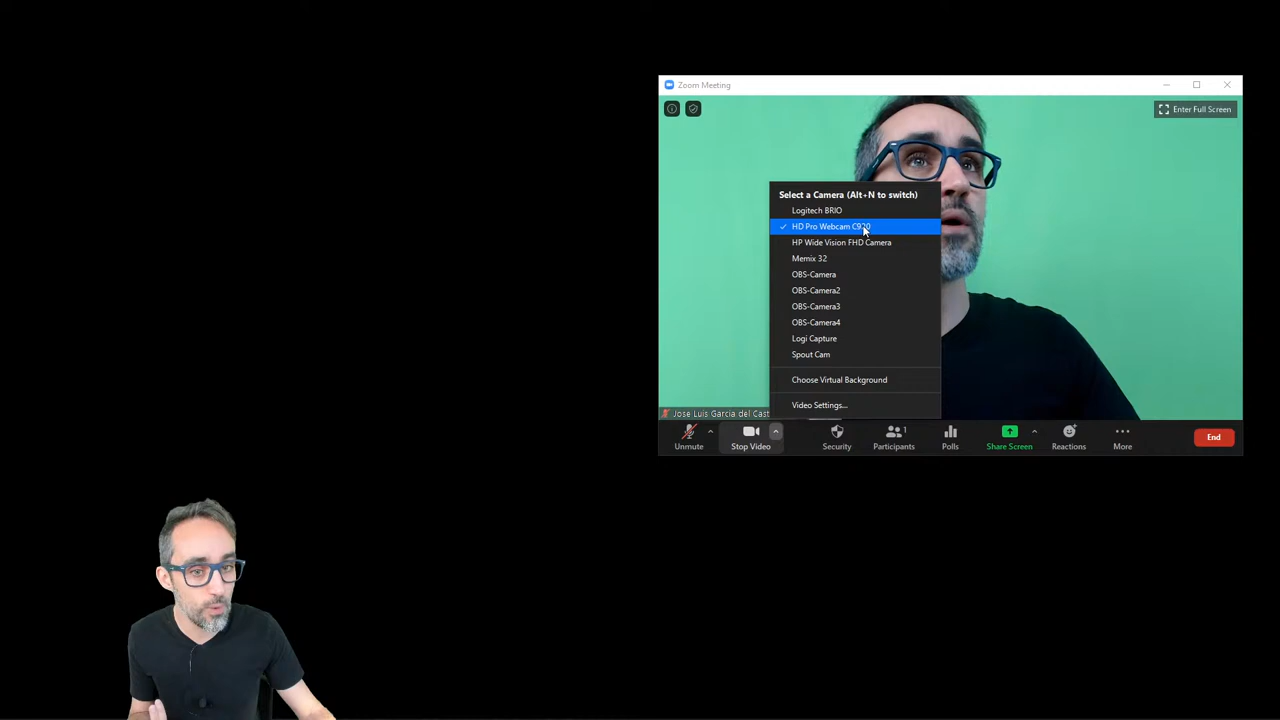 Zoom Meeting
Enter Full Screen
Select a Camera (Alt+N to switch)
Logitech BRIO
✓ HD Pro Webcam C920
HP Wide Vision FHD Camera
Memix 32
OBS-Camera
OBS-Camera2
OBS-Camera3
OBS-Camera4
Logi Capture
Spout Cam
Choose Virtual Background
Video Settings...
Jose Luis Garcia del Cast
1
Unmute
Stop Video
Security
Participants
Polls
Share Screen
Reactions
More
End